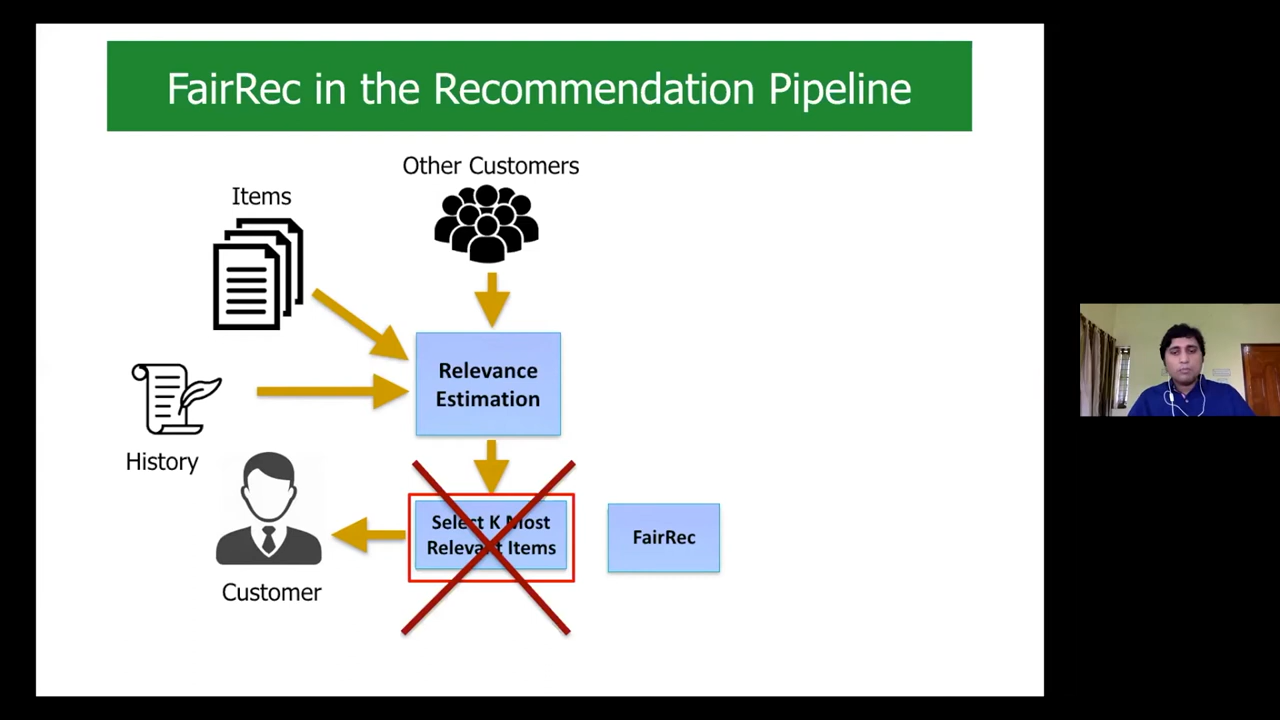 FairRec in the Recommendation Pipeline
Other Customers
Items
Relevance
Estimation
History
Select K Most
Relevant Items
FairRec
Customer